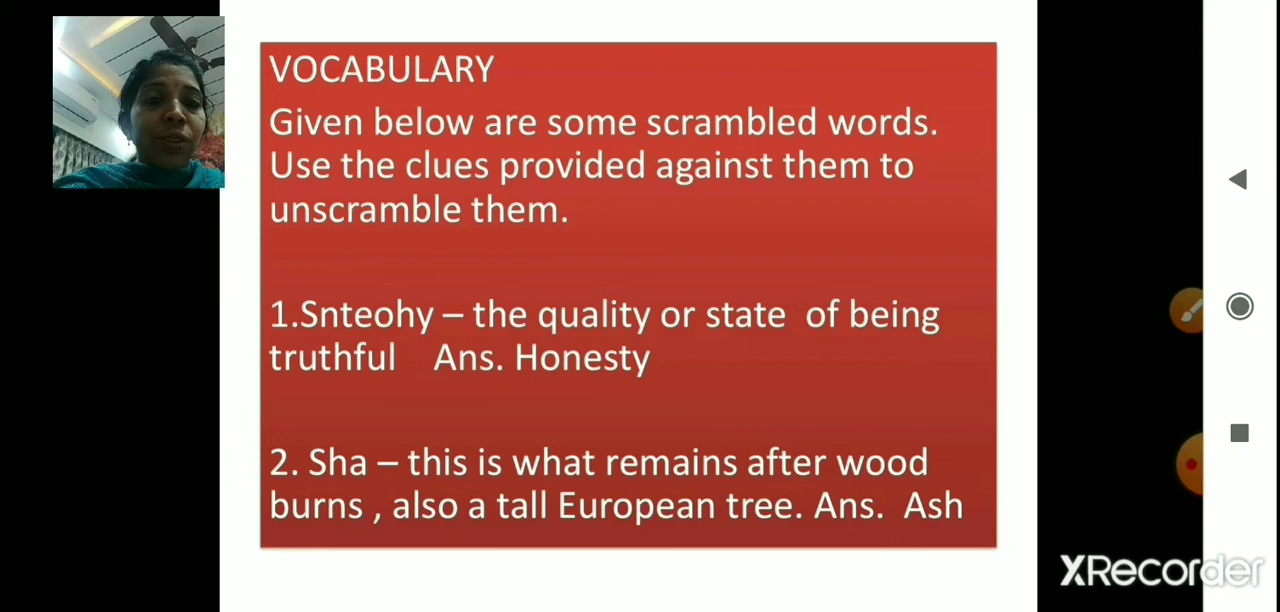 VOCABULARY
Given below are some scrambled words.
Use the clues provided against them to
unscramble them.
1.Snteohy – the quality or state of being
truthful Ans. Honesty
2. Sha – this is what remains after wood
burns , also a tall European tree. Ans. Ash
XRecorder